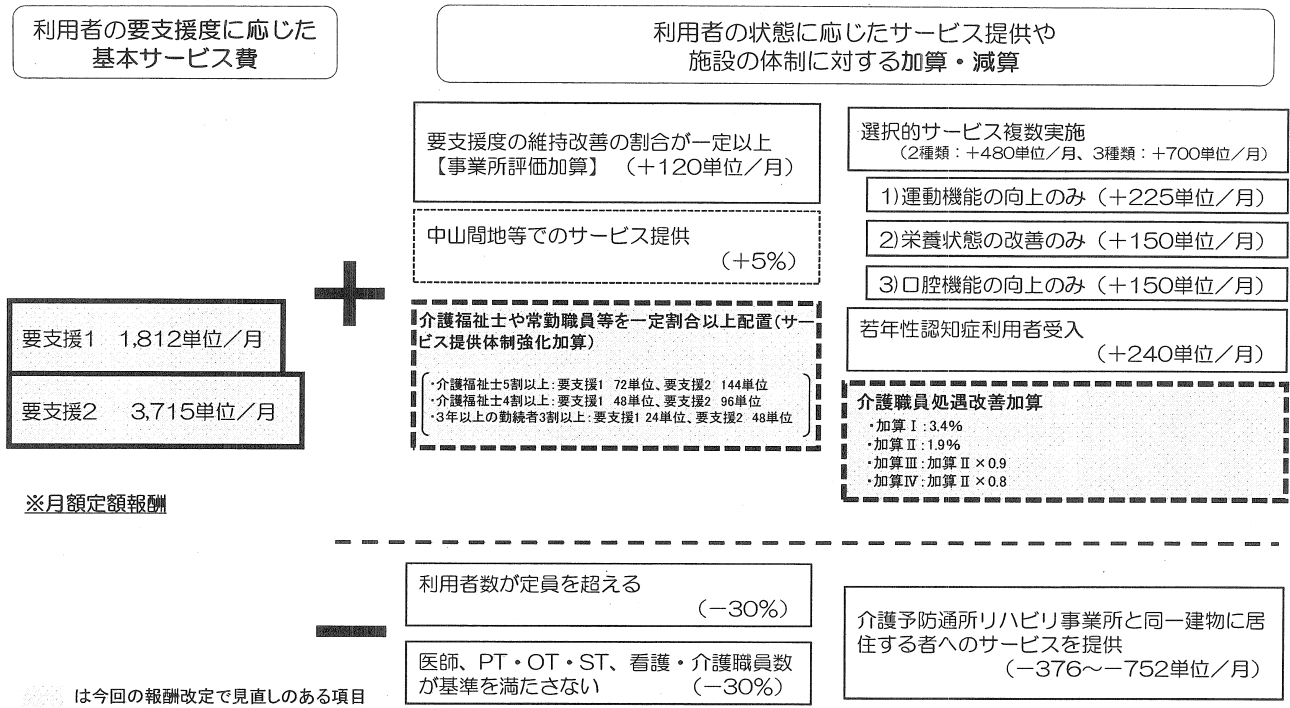 利用者の要支援度に応じた
基本サービス費
利用者の状態に応じたサービス提供や
施設の体制に対する加算・減算
要支援1 1,812単位／月
要支援2 3,715単位／月
※月額定額報酬
＋
要支援度の維持改善の割合が一定以上
【事業所評価加算】 （＋120単位／月）
中山間地等でのサービス提供
（＋5%）
介護福祉士や常勤職員等を一定割合以上配置（サー
ビス提供体制強化加算）
・介護福祉士5割以上：要支援1 72単位、要支援2 144単位
・介護福祉士4割以上：要支援1 48単位、要支援2 96単位
・3年以上の勤続者3割以上：要支援1 24単位、要支援2 48単位
選択的サービス複数実施
（2種類：＋480単位／月、3種類：＋700単位／月）
1)運動機能の向上のみ（＋225単位／月）
2)栄養状態の改善のみ（＋150単位／月）
3)口腔機能の向上のみ（＋150単位／月）
若年性認知症利用者受入
（＋240単位／月）
介護職員処遇改善加算
・加算Ⅰ：3.4%
・加算Ⅱ：1.9%
・加算Ⅲ：加算Ⅱ×0.9
・加算Ⅳ：加算Ⅱ×0.8
－
利用者数が定員を超える
（－30%）
医師、PT・OT・ST、看護・介護職員数
が基準を満たさない （－30%）
介護予防通所リハビリ事業所と同一建物に居
住する者へのサービスを提供
（－376～－752単位／月）
は今回の報酬改定で見直しのある項目